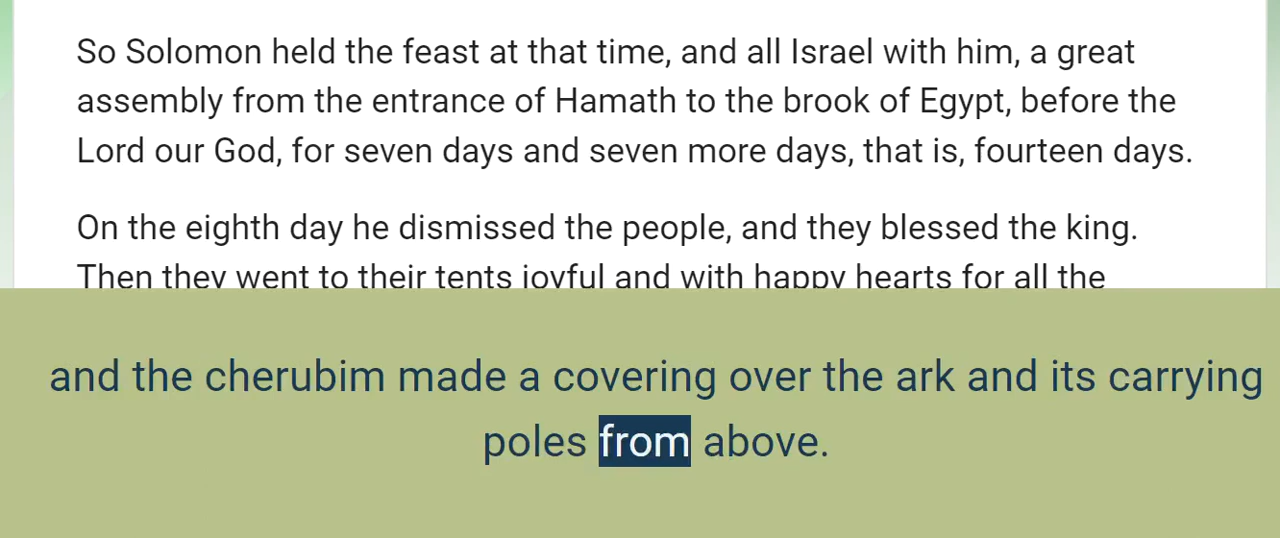 So Solomon held the feast at that time, and all Israel with him, a great
assembly from the entrance of Hamath to the brook of Egypt, before the
Lord our God, for seven days and seven more days, that is, fourteen days.
On the eighth day he dismissed the people, and they blessed the king.
Then they went to their tents joyful and with happy hearts for all the
and the cherubim made a covering over the ark and its carrying
poles from above.